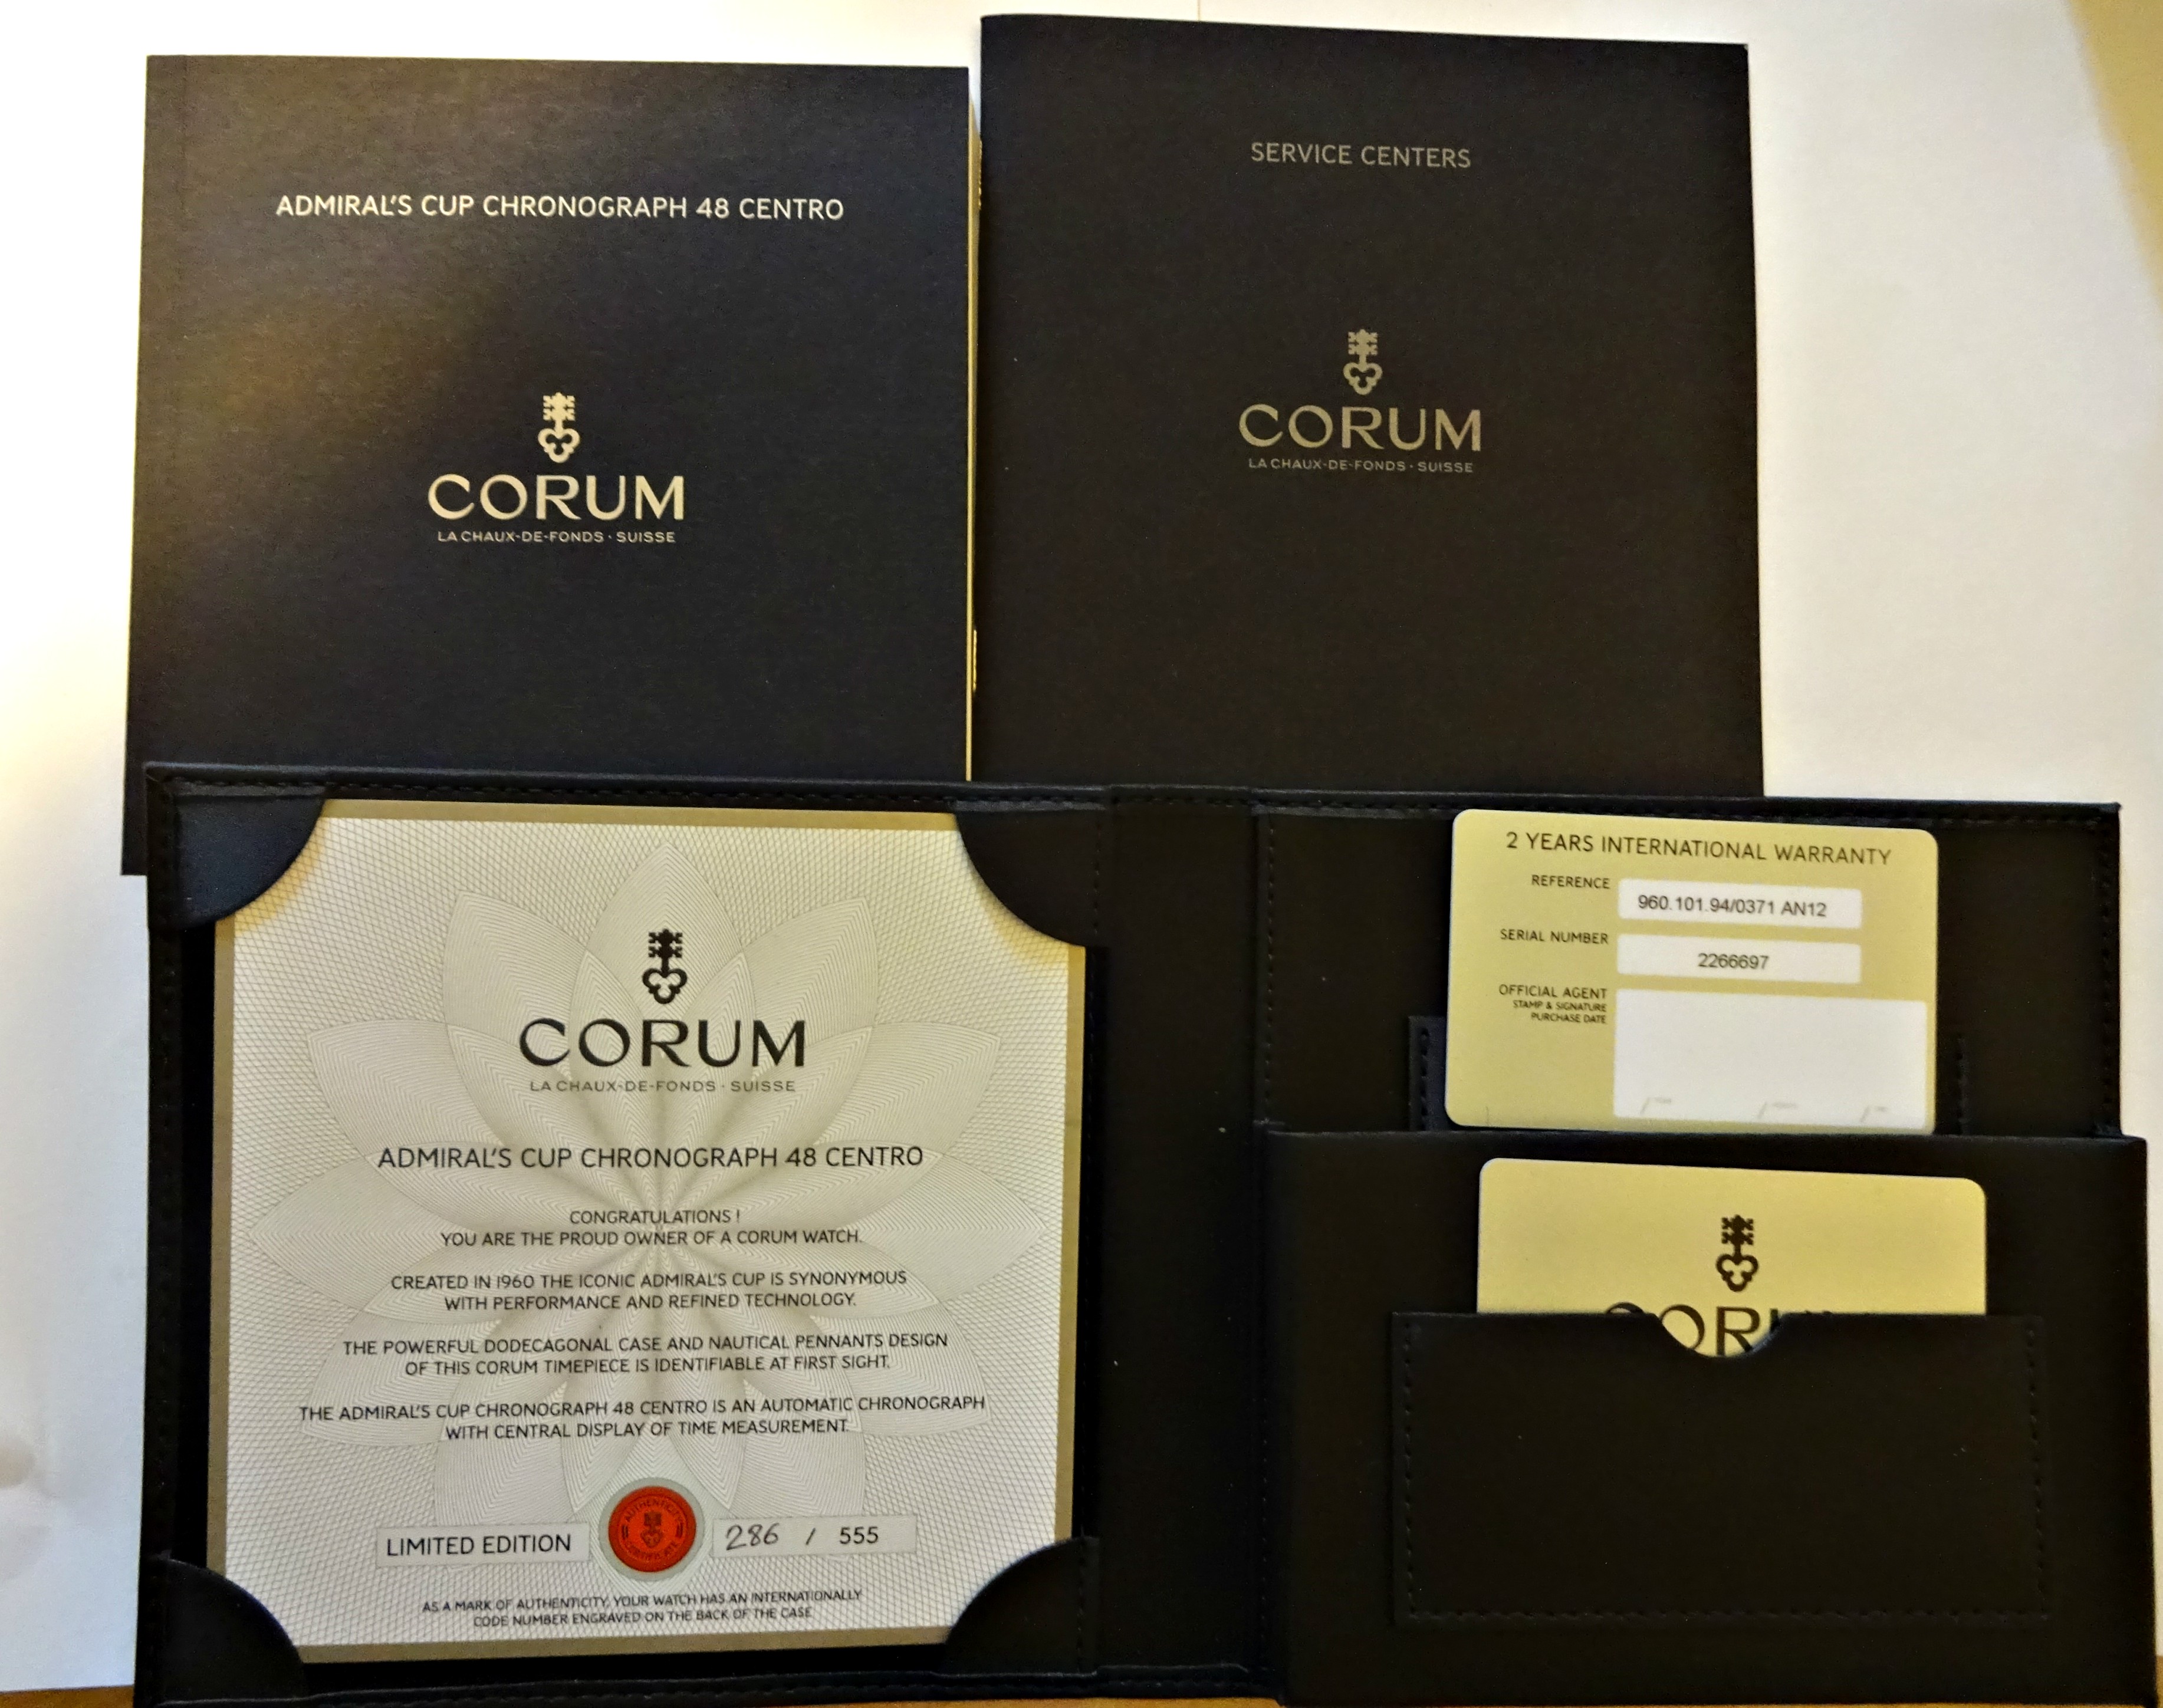 ADMIRAL'S CUP CHRONOGRAPH 48 CENTRO
CORUM
LA CHAUX-DE-FONDS · SUISSE
SERVICE CENTERS
CORUM
LA CHAUX-DE-FONDS · SUISSE
CORUM
LA CHAUX-DE-FONDS · SUISSE
ADMIRAL'S CUP CHRONOGRAPH 48 CENTRO
CONGRATULATIONS !
YOU ARE THE PROUD OWNER OF A CORUM WATCH.
CREATED IN 1960 THE ICONIC ADMIRAL'S CUP IS SYNONYMOUS
WITH PERFORMANCE AND REFINED TECHNOLOGY.
THE POWERFUL DODECAGONAL CASE AND NAUTICAL PENNANTS DESIGN
OF THIS CORUM TIMEPIECE IS IDENTIFIABLE AT FIRST SIGHT.
THE ADMIRAL'S CUP CHRONOGRAPH 48 CENTRO IS AN AUTOMATIC CHRONOGRAPH
WITH CENTRAL DISPLAY OF TIME MEASUREMENT.
LIMITED EDITION
AUTHENTICITY
CERTIFICATE
286 / 555
AS A MARK OF AUTHENTICITY, YOUR WATCH HAS AN INTERNATIONALLY
CODE NUMBER ENGRAVED ON THE BACK OF THE CASE
2 YEARS INTERNATIONAL WARRANTY
REFERENCE
960.101.94/0371 AN12
SERIAL NUMBER
2266697
OFFICIAL AGENT
STAMP & SIGNATURE
PURCHASE DATE
CORUM